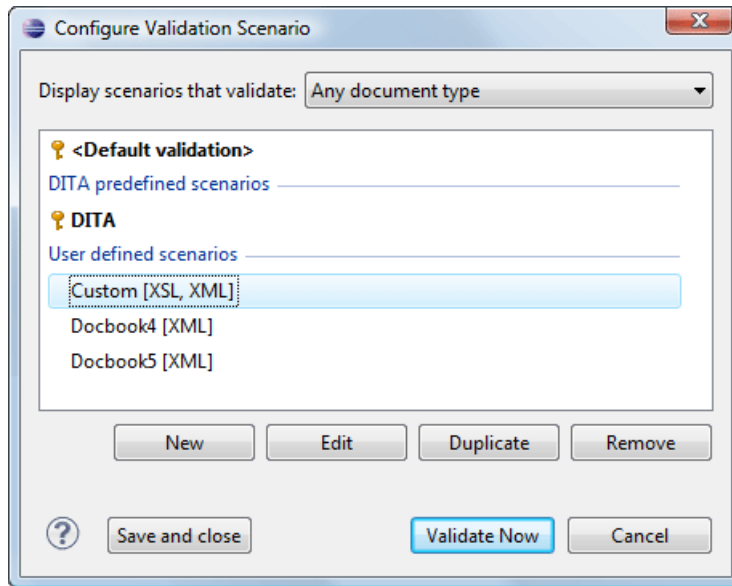 Configure Validation Scenario
Display scenarios that validate: Any document type
<Default validation>
DITA predefined scenarios
DITA
User defined scenarios
Custom [XSL, XML]
Docbook4 [XML]
Docbook5 [XML]
New Edit Duplicate Remove
? Save and close Validate Now Cancel